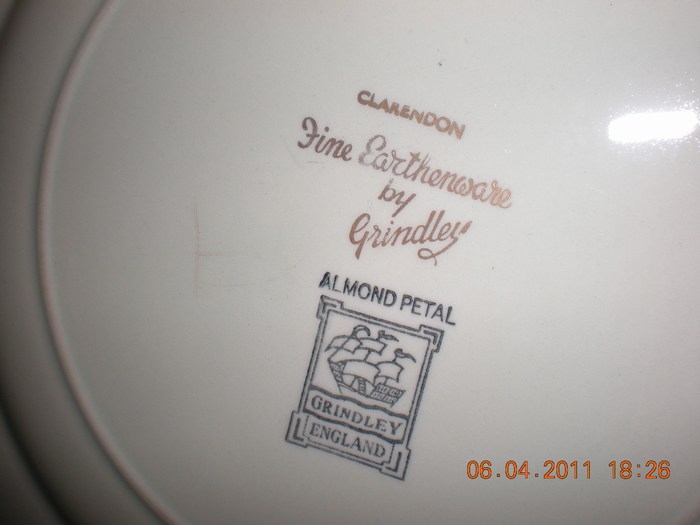 CLARENDON
Fine Earthenware
by
Grindley
ALMOND PETAL
GRINDLEY
ENGLAND
06.04.2011 18:26